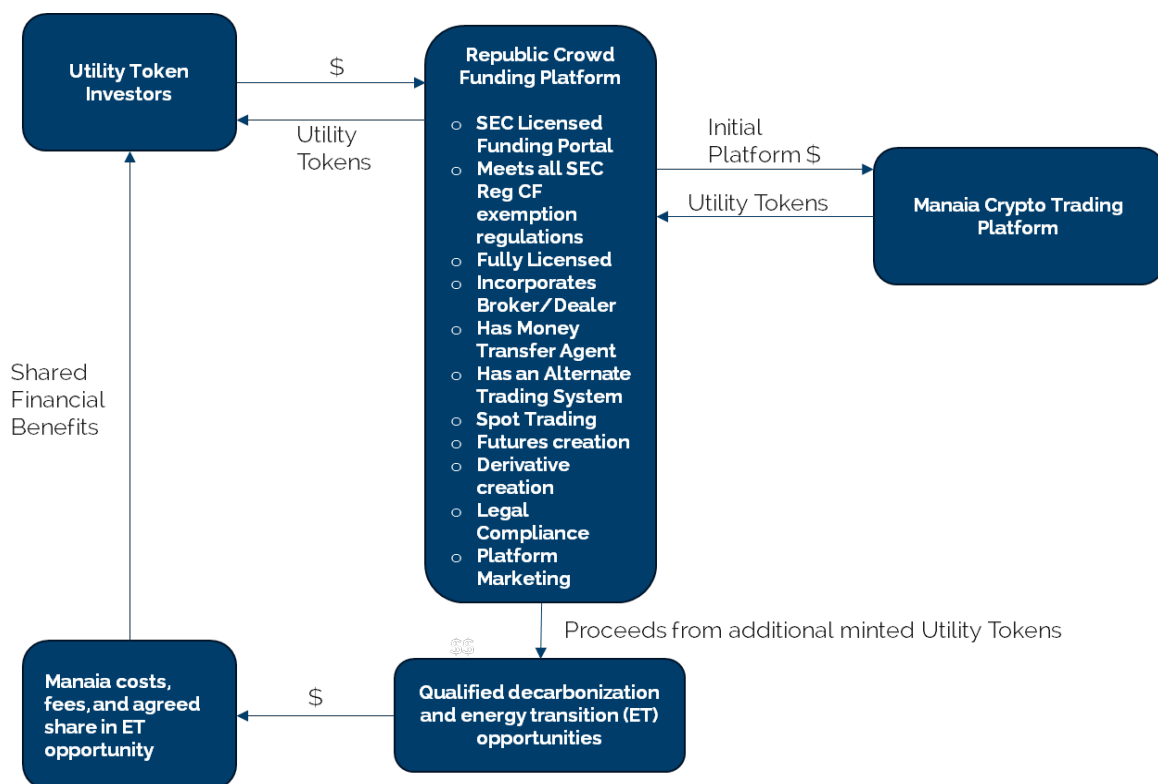 Utility Token
Investors
$
Utility
Tokens
Republic Crowd
Funding Platform
o SEC Licensed
Funding Portal
o Meets all SEC
Reg CF
exemption
regulations
o Fully Licensed
o Incorporates
Broker/Dealer
o Has Money
Transfer Agent
o Has an Alternate
Trading System
o Spot Trading
o Futures creation
o Derivative
creation
o Legal
Compliance
o Platform
Marketing
Initial
Platform $
Utility Tokens
Manaia Crypto Trading
Platform
Shared
Financial
Benefits
$$
Proceeds from additional minted Utility Tokens
Manaia costs,
fees, and agreed
share in ET
opportunity
$
Qualified decarbonization
and energy transition (ET)
opportunities